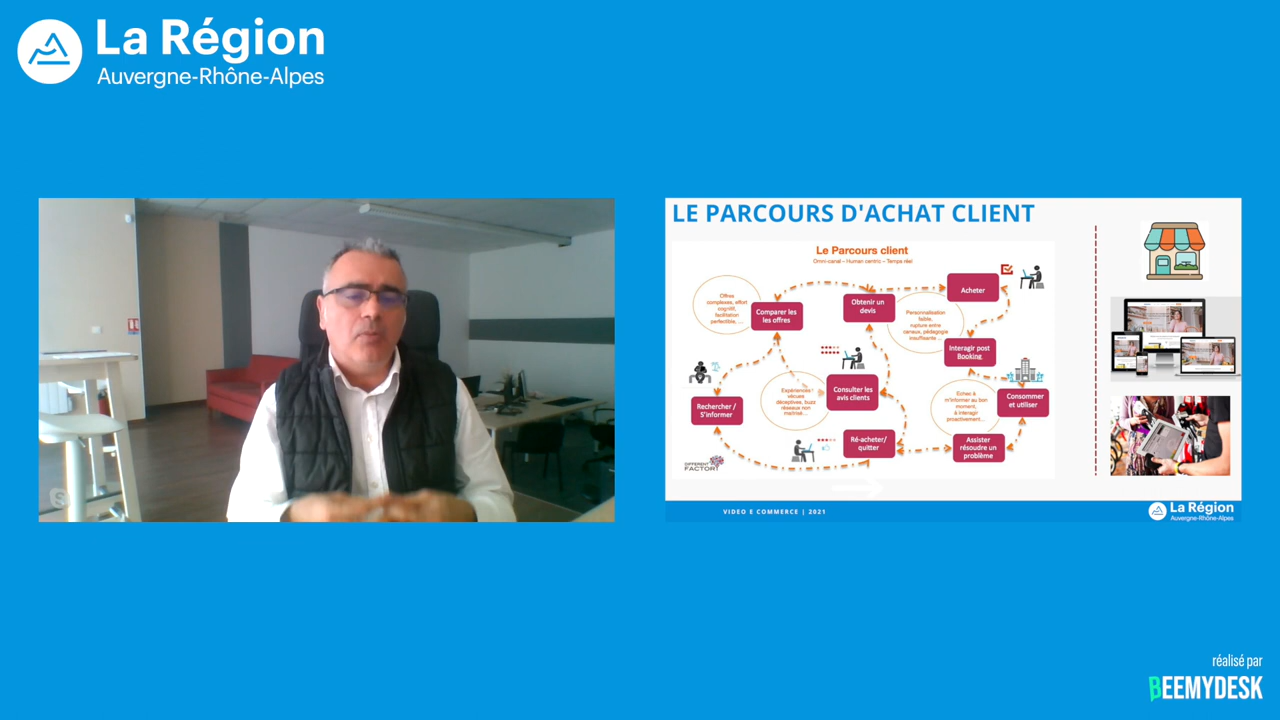 La Région
Auvergne-Rhône-Alpes
LE PARCOURS D'ACHAT CLIENT
Le Parcours client
Omni-canal – Human centric – Temps réel
Offres
complexes, effort
cognitif,
facilitation
perfectible, ...
Comparer les
les offres
Obtenir un
devis
Acheter
Personnalisation
faible,
rupture entre
canaux, pédagogie
insuffisante ...
Interagir post
Booking
Rechercher /
S'informer
Expériences
vécues
déceptives, buzz
réseaux non
Consulter les
avis clients
Echec à
m'informer au bon
moment,
à interagir
proactivement...
Consommer
et utiliser
Ré-acheter/
quitter
Assister
résoudre un
problème
DIFFERENT
FACTORY
VIDEO E COMMERCE | 2021
La Région
Auvergne-Rhône-Alpes
réalisé par
BEEMYDESK